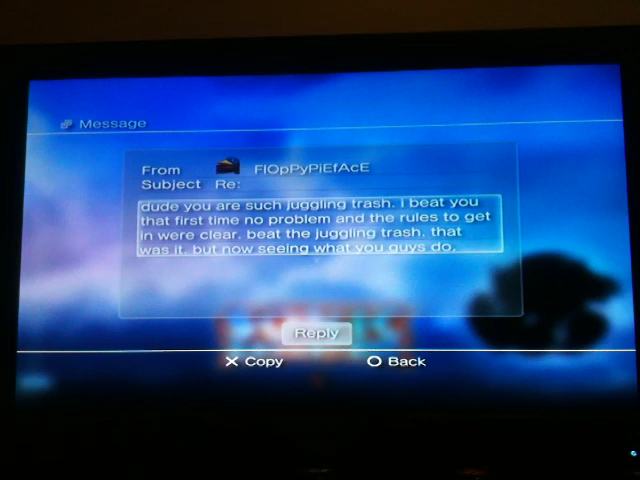 Message
From FlOpPyPiEfAcE
Subject Re:
dude you are such juggling trash. i beat you
that first time no problem and the rules to get
in were clear. beat the juggling trash. that
was it. but now seeing what you guys do,
Reply
X Copy O Back